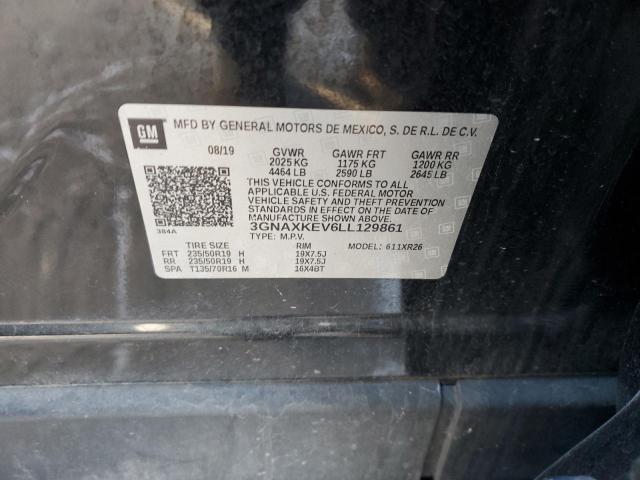 GM
MFD BY GENERAL MOTORS DE MEXICO, S. DE R.L. DE C.V.
08/19 GVWR GAWR FRT GAWR RR
2025 KG 1175 KG 1200 KG
4464 LB 2590 LB 2645 LB
THIS VEHICLE CONFORMS TO ALL
APPLICABLE U.S. FEDERAL MOTOR
VEHICLE SAFETY, BUMPER, AND THEFT
PREVENTION STANDARDS IN
EFFECT ON THE DATE OF
MANUFACTURE SHOWN ABOVE.
384A
3GNAXKEV6LL129861
TYPE: M.P.V. MODEL: 611XR26
TIRE SIZE RIM
FRT 235/50R19 H 19X7.5J
RR 235/50R19 H 19X7.5J
SPA T135/70R16 M 16X4BT